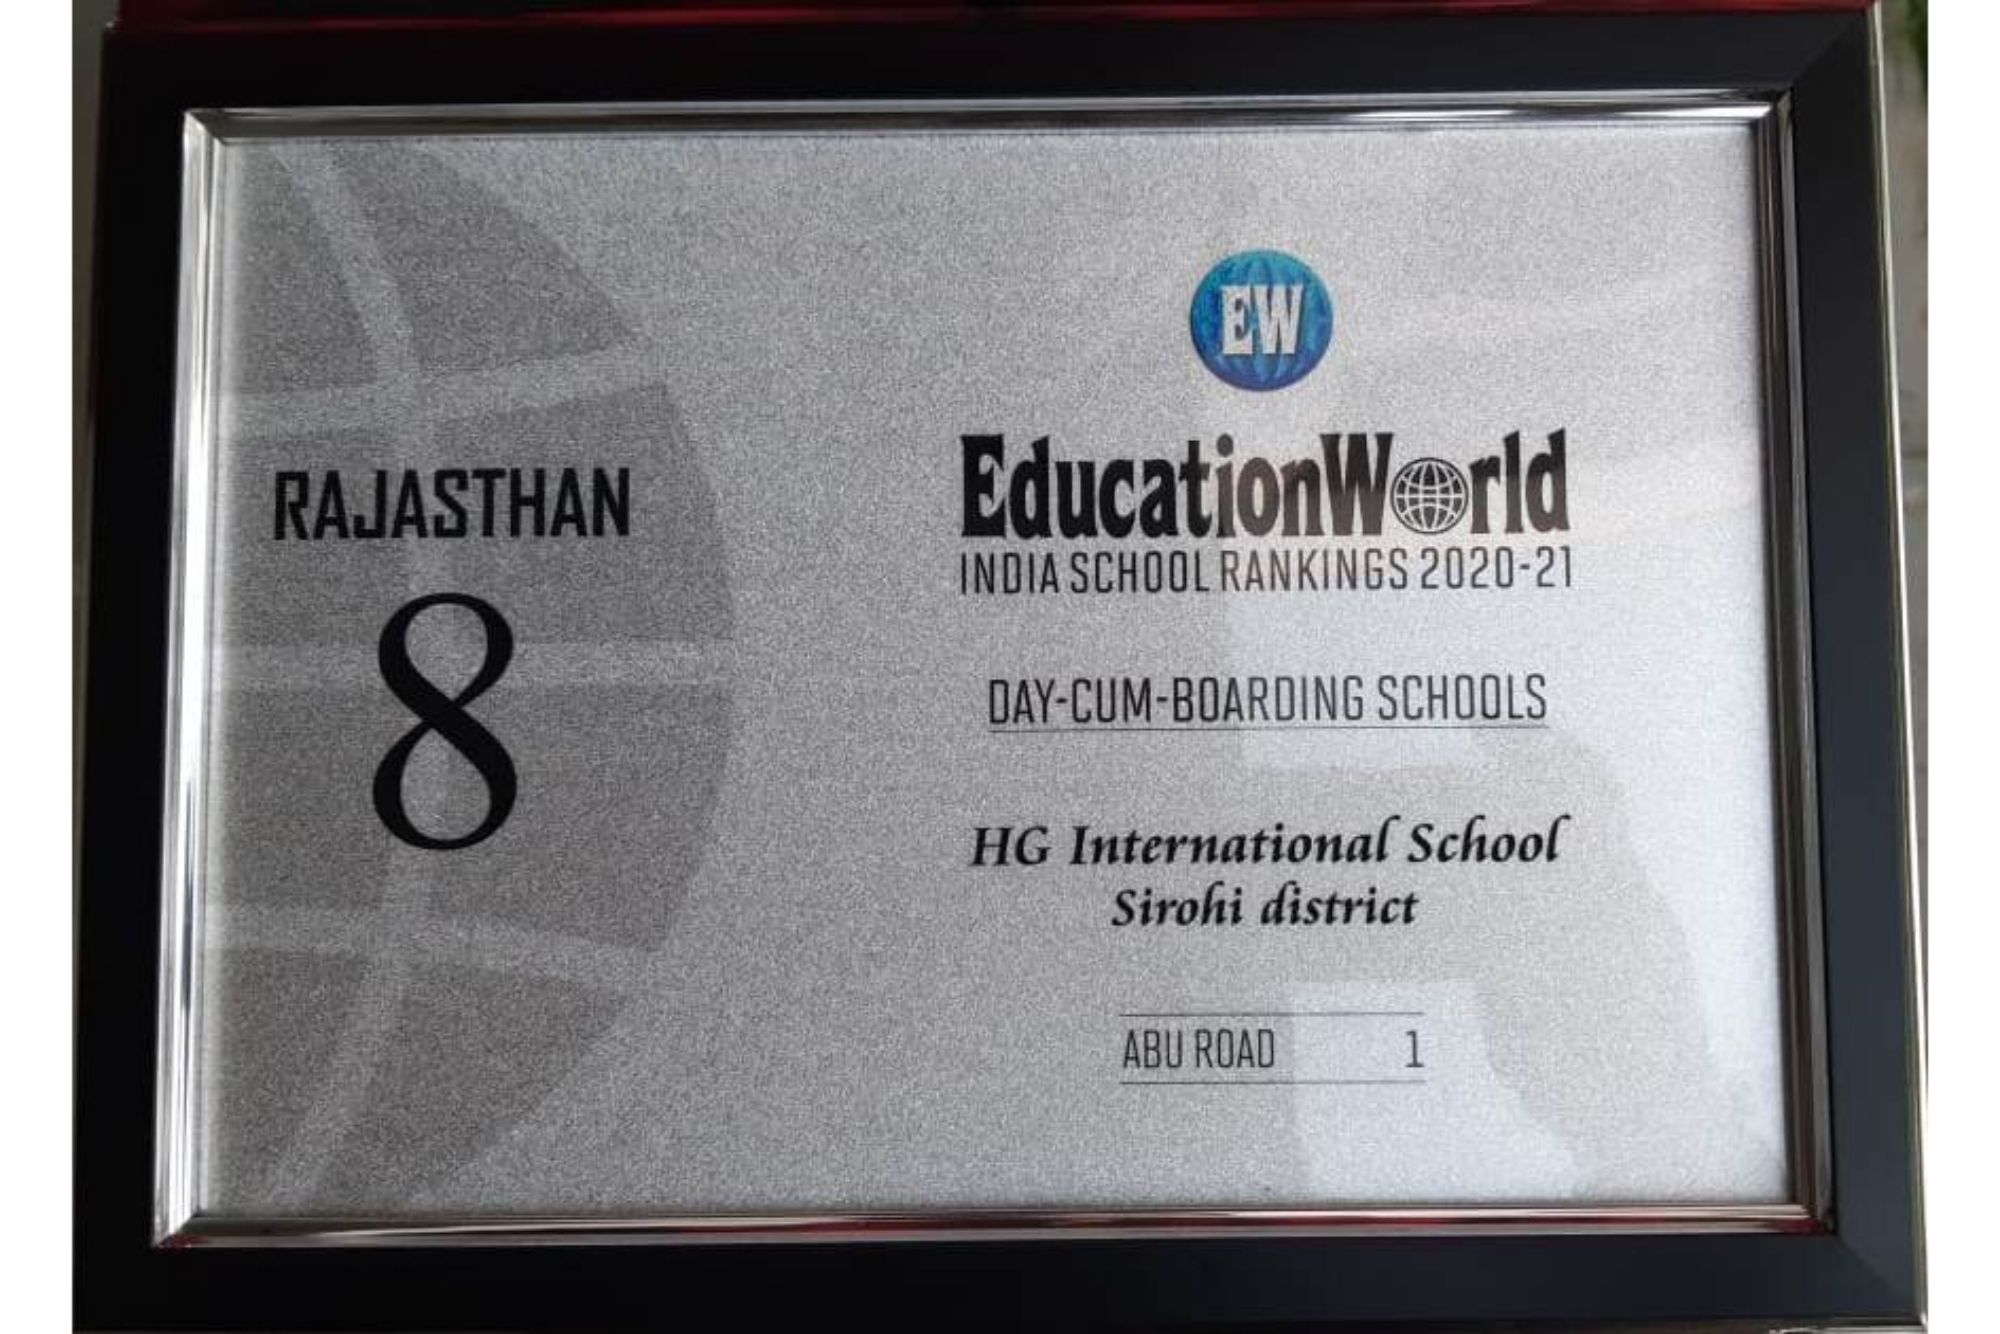 RAJASTHAN
8
EW
EducationWorld
INDIA SCHOOL RANKINGS 2020-21
DAY-CUM-BOARDING SCHOOLS
HG International School
Sirohi district
ABU ROAD 1